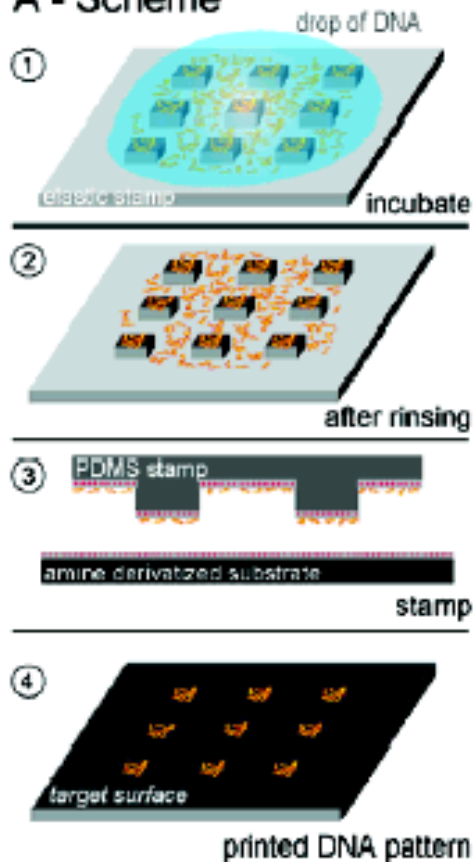 A - Scheme
drop of DNA
1
elastic stamp
incubate
2
after rinsing
3
PDMS stamp
amine derivatized substrate
stamp
4
target surface
printed DNA pattern